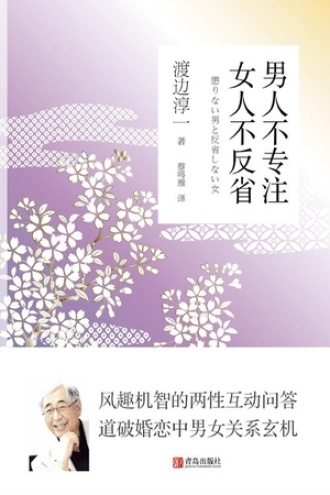 男人不专注
女人不反省
懲りない男と反省しない女
渡边淳一 著
蔡鸣雁 译
风趣机智的两性互动问答
道破婚恋中男女关系玄机
青岛出版社